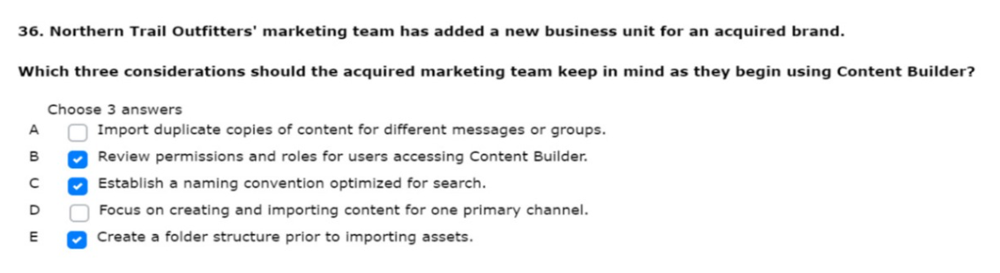 36. Northern Trail Outfitters' marketing team has added a new business unit for an acquired brand.
Which three considerations should the acquired marketing team keep in mind as they begin using Content Builder?
Choose 3 answers
A Import duplicate copies of content for different messages or groups.
B Review permissions and roles for users accessing Content Builder.
C Establish a naming convention optimized for search.
D Focus on creating and importing content for one primary channel.
E Create a folder structure prior to importing assets.